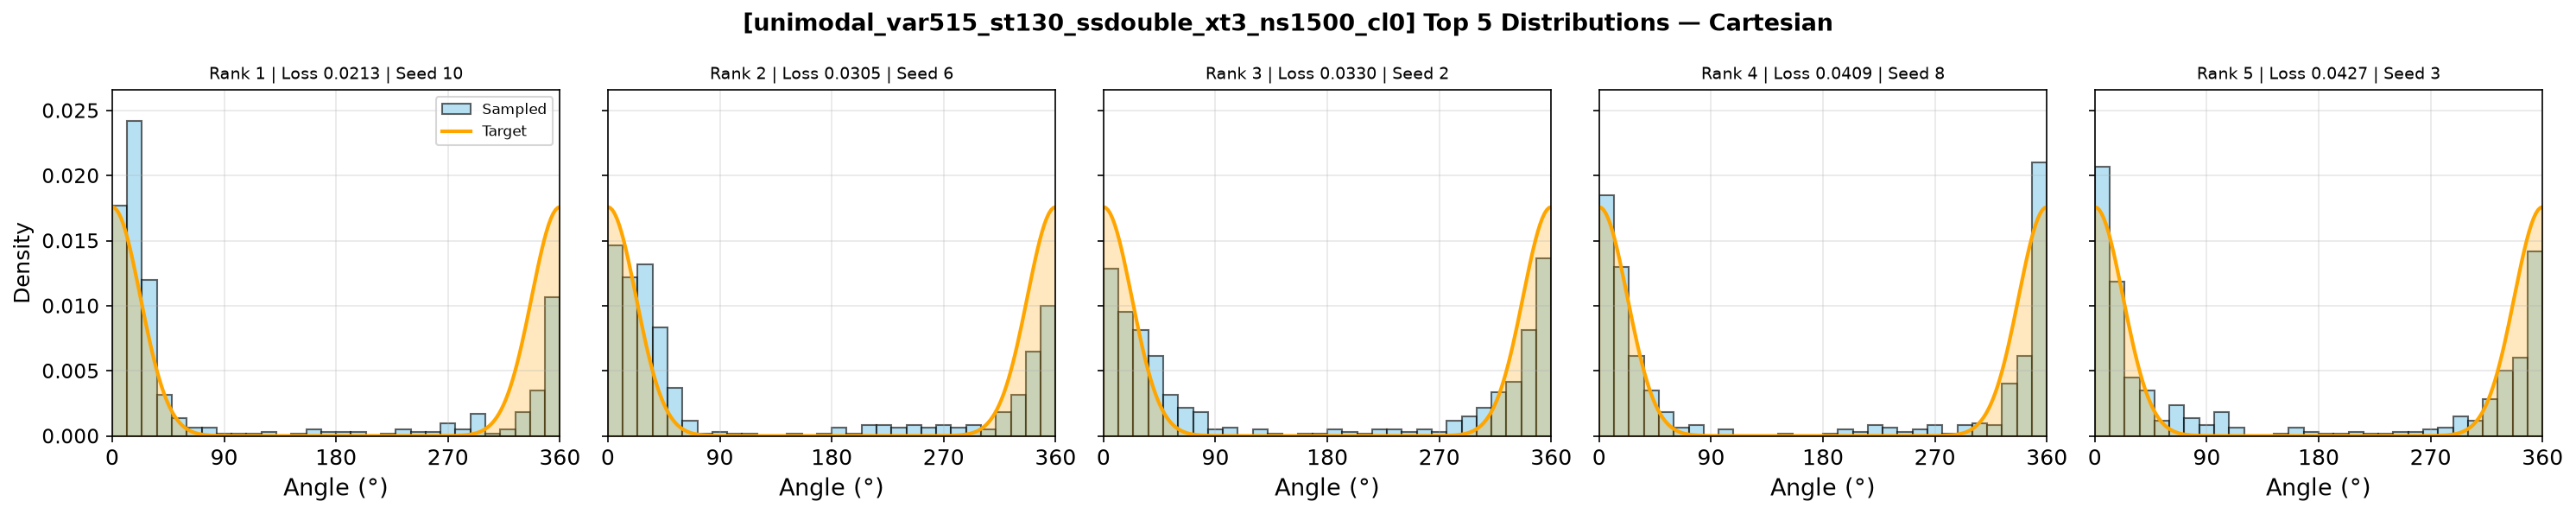 [unimodal_var515_st130_ssdouble_xt3_ns1500_cl0] Top 5 Distributions — Cartesian
Rank 1 | Loss 0.0213 | Seed 10
Rank 2 | Loss 0.0305 | Seed 6
Rank 3 | Loss 0.0330 | Seed 2
Rank 4 | Loss 0.0409 | Seed 8
Rank 5 | Loss 0.0427 | Seed 3
Sampled
Target
Density
0.025
0.020
0.015
0.010
0.005
0.000
0 90 180 270 360
0 90 180 270 360
0 90 180 270 360
0 90 180 270 360
0 90 180 270 360
Angle (°)
Angle (°)
Angle (°)
Angle (°)
Angle (°)